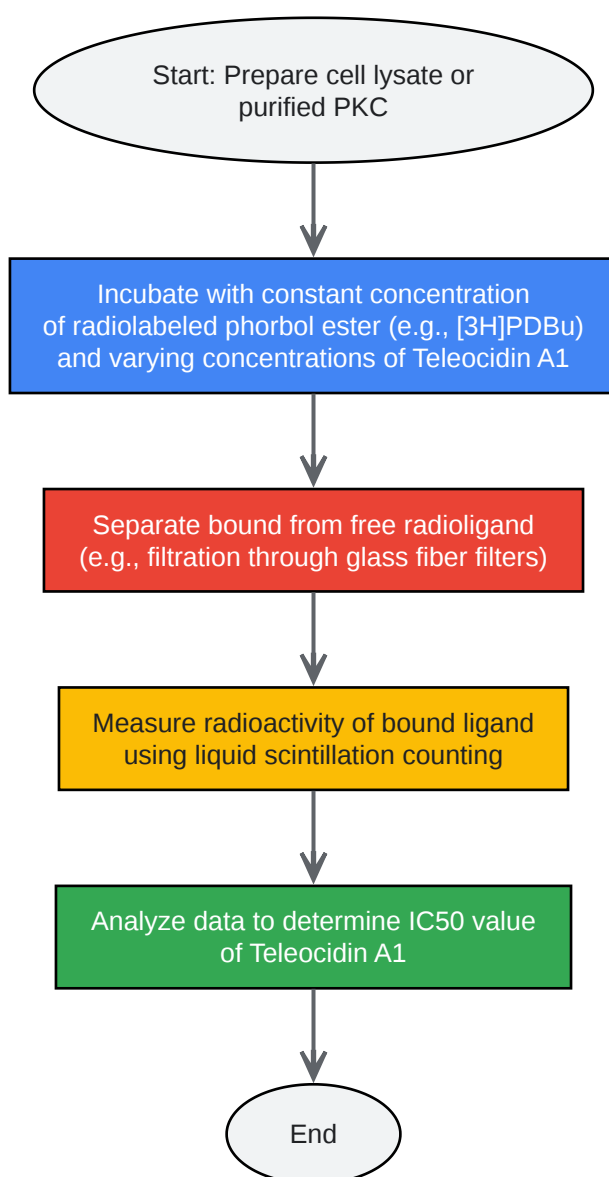 Start: Prepare cell lysate or
purified PKC
Incubate with constant concentration
of radiolabeled phorbol ester (e.g., [3H]PDBu)
and varying concentrations of Teleocidin A1
Separate bound from free radioligand
(e.g., filtration through glass fiber filters)
Measure radioactivity of bound ligand
using liquid scintillation counting
Analyze data to determine IC50 value
of Teleocidin A1
End